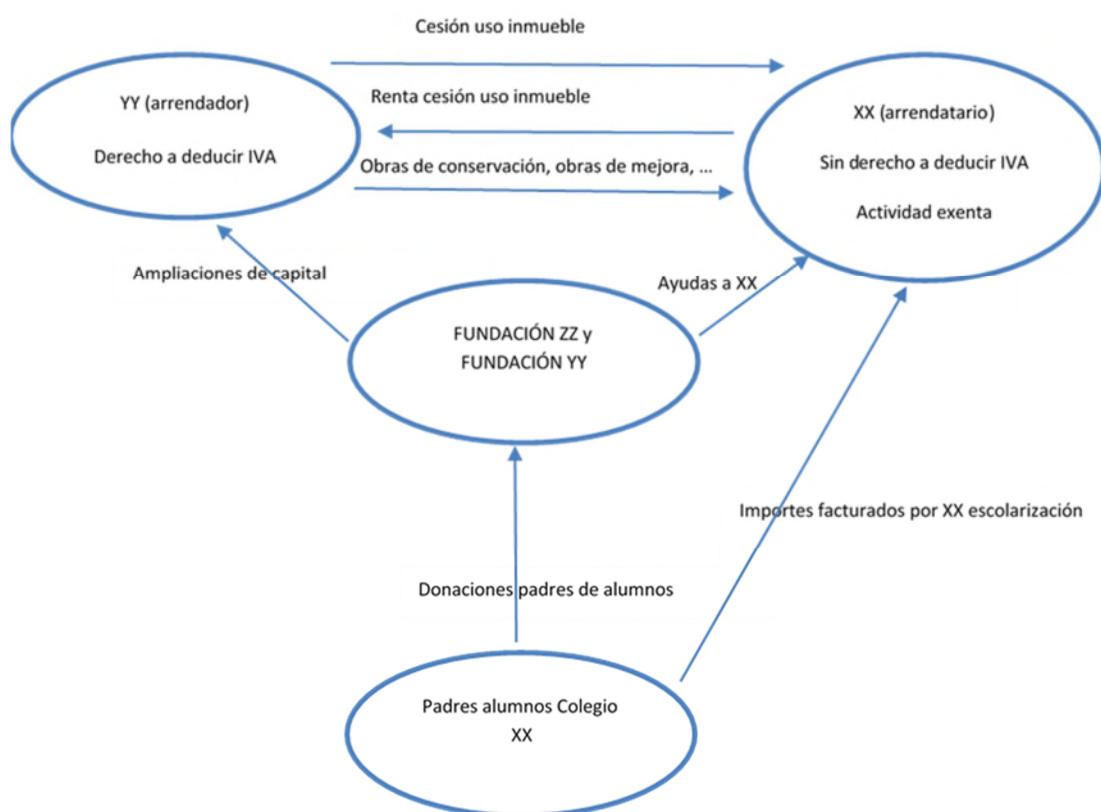 Cesión uso inmueble
YY (arrendador)
Derecho a deducir IVA
Renta cesión uso inmueble
XX (arrendatario)
Sin derecho a deducir IVA
Actividad exenta
Obras de conservación, obras de mejora, ...
Ampliaciones de capital
Ayudas a XX
FUNDACIÓN ZZ y
FUNDACIÓN YY
Importes facturados por XX escolarización
Donaciones padres de alumnos
Padres alumnos Colegio
XX